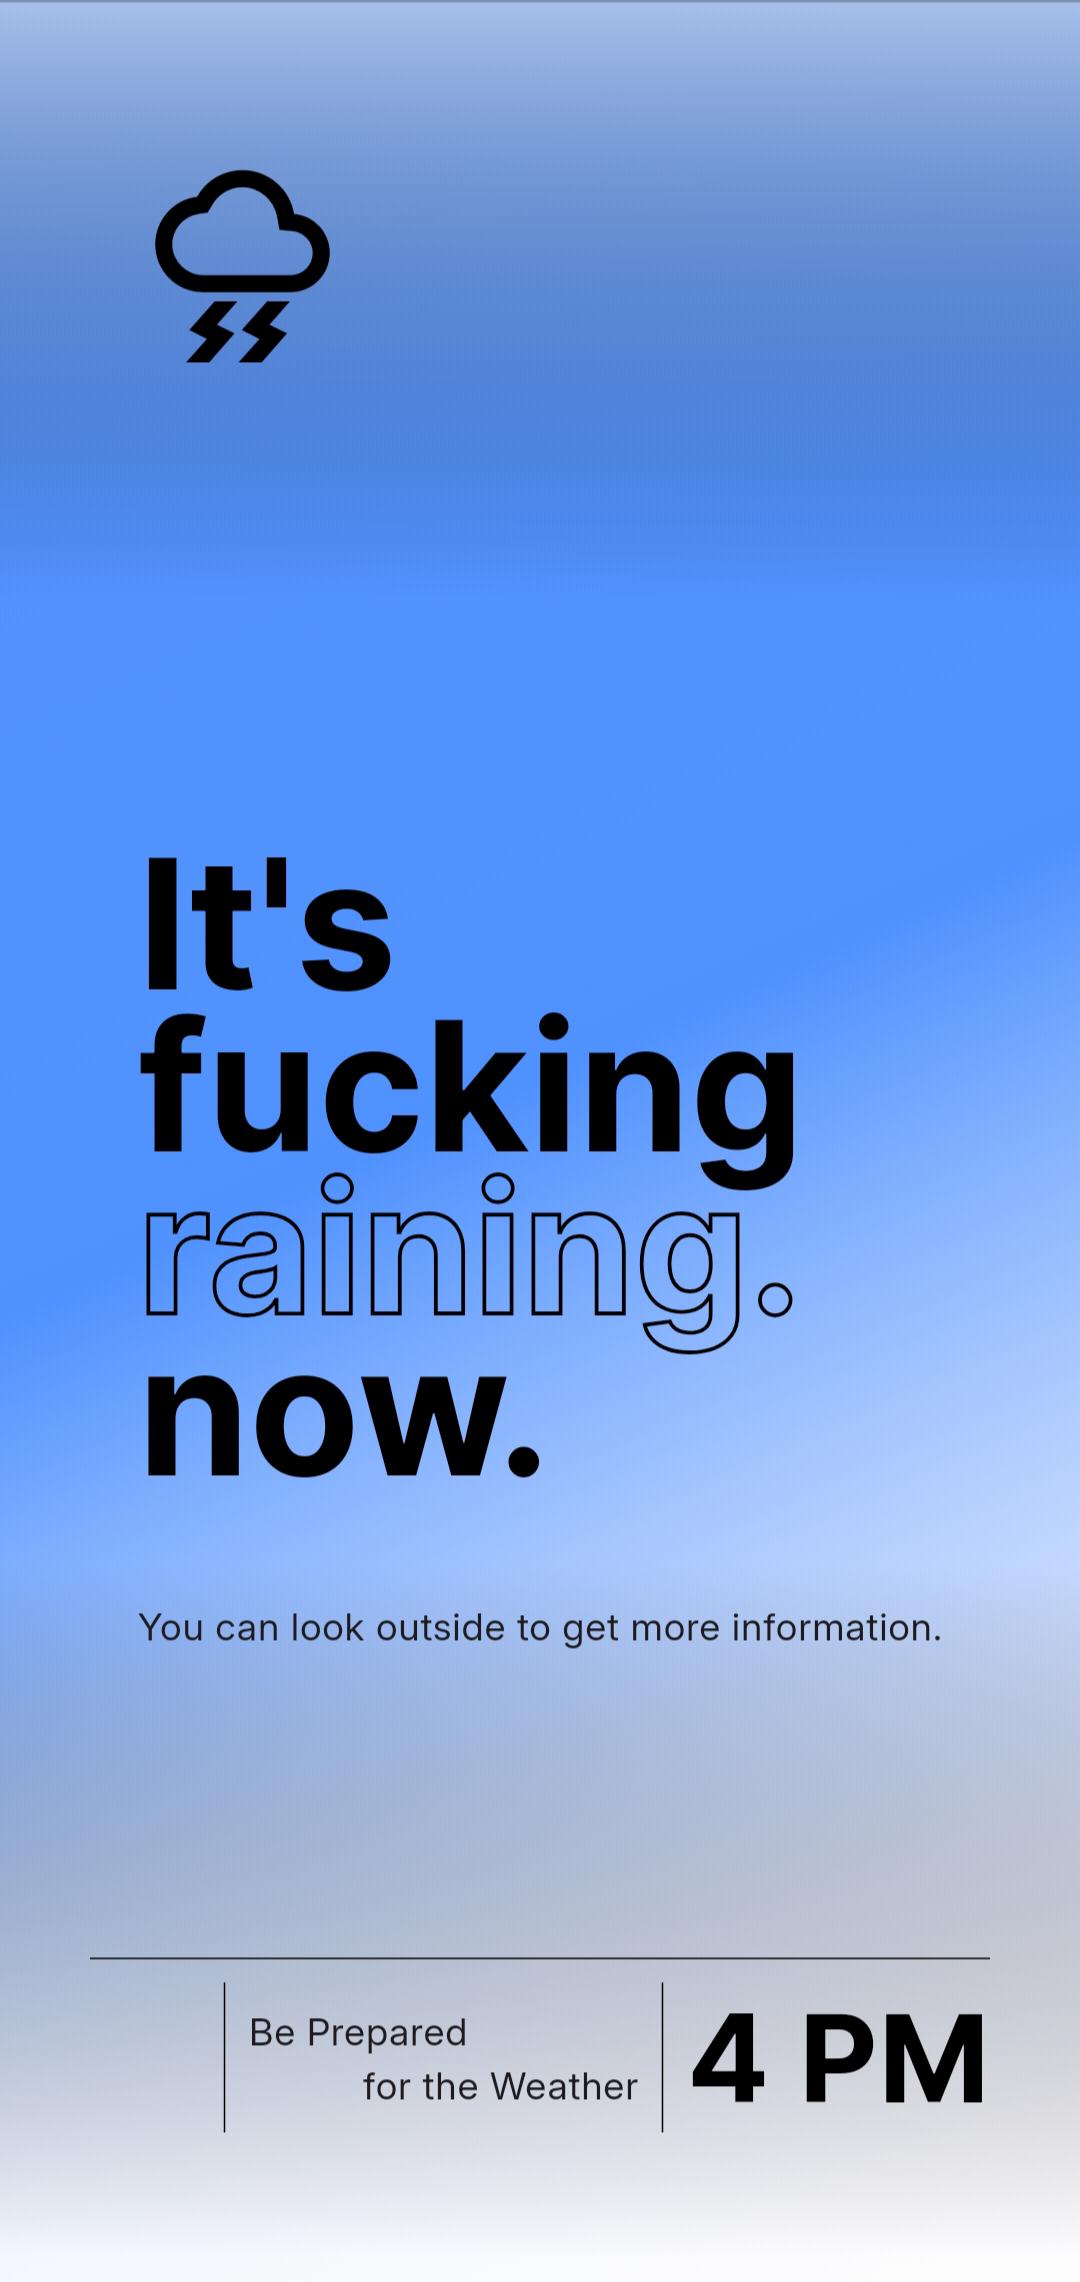 It's
fucking
raining.
now.
You can look outside to get more information.
Be Prepared
for the Weather
4 PM